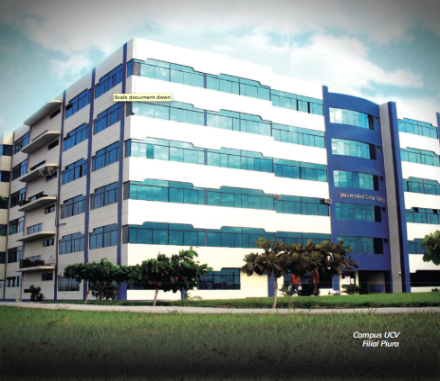 Scale document down
Universidad César Vallejo
Campus UCV
Filial Piura